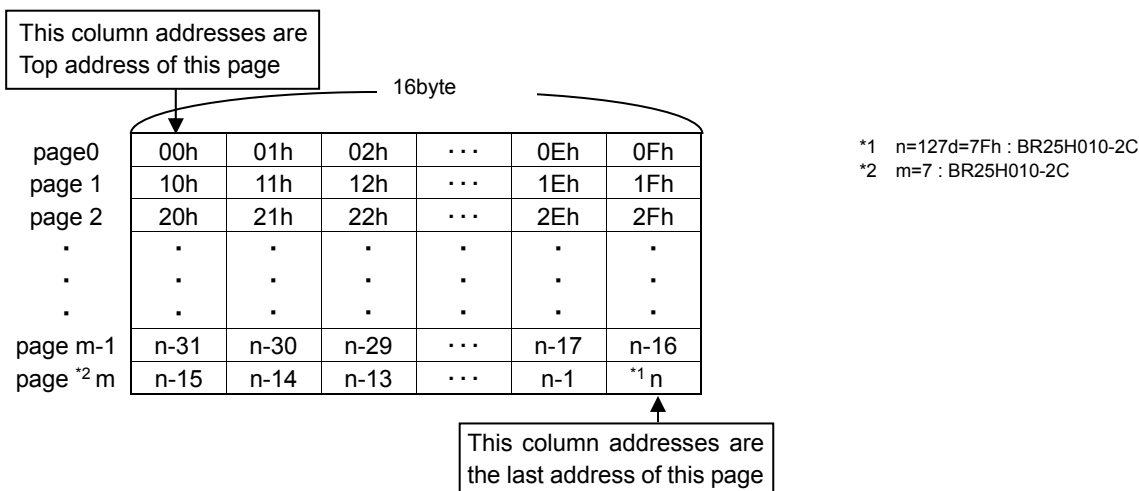 This column addresses are
Top address of this page
16byte
page0 00h 01h 02h ··· 0Eh 0Fh
page 1 10h 11h 12h ··· 1Eh 1Fh
page 2 20h 21h 22h ··· 2Eh 2Fh
· · · · · · ·
· · · · · · ·
· · · · · · ·
page m-1 n-31 n-30 n-29 ··· n-17 n-16
page *2 m n-15 n-14 n-13 ··· n-1 *1 n
This column addresses are
the last address of this page
*1 n=127d=7Fh : BR25H010-2C
*2 m=7 : BR25H010-2C